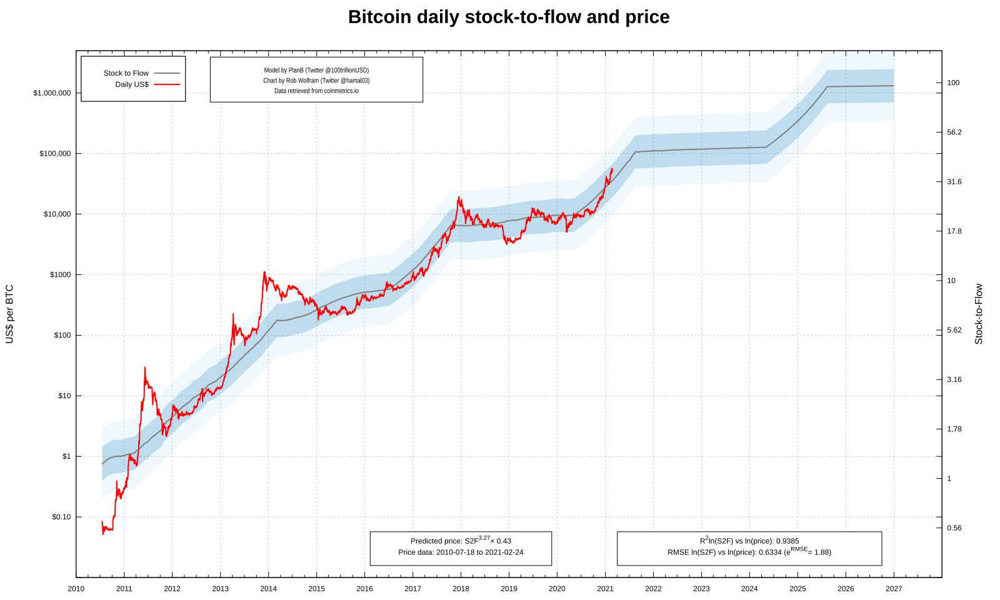 Bitcoin daily stock-to-flow and price
Stock to Flow
Daily US$
Model by PlanB (Twitter @100trillionUSD)
Chart by Rob Wolfram (Twitter @hamal03)
Data retrieved from coinmetrics.io
US$ per BTC
$1,000,000
$100,000
$10,000
$1000
$100
$10
$1
$0.10
Stock-to-Flow
100
56.2
31.6
17.8
10
5.62
3.16
1,78
1
0.56
Predicted price: S2F^3.27× 0.43
Price data: 2010-07-18 to 2021-02-24
R²ln(S2F) vs ln(price): 0.9385
RMSE ln(S2F) vs ln(price): 0.6334 (e^RMSE= 1.88)
2010 2011 2012 2013 2014 2015 2016 2017 2018 2019 2020 2021 2022 2023 2024 2025 2026 2027